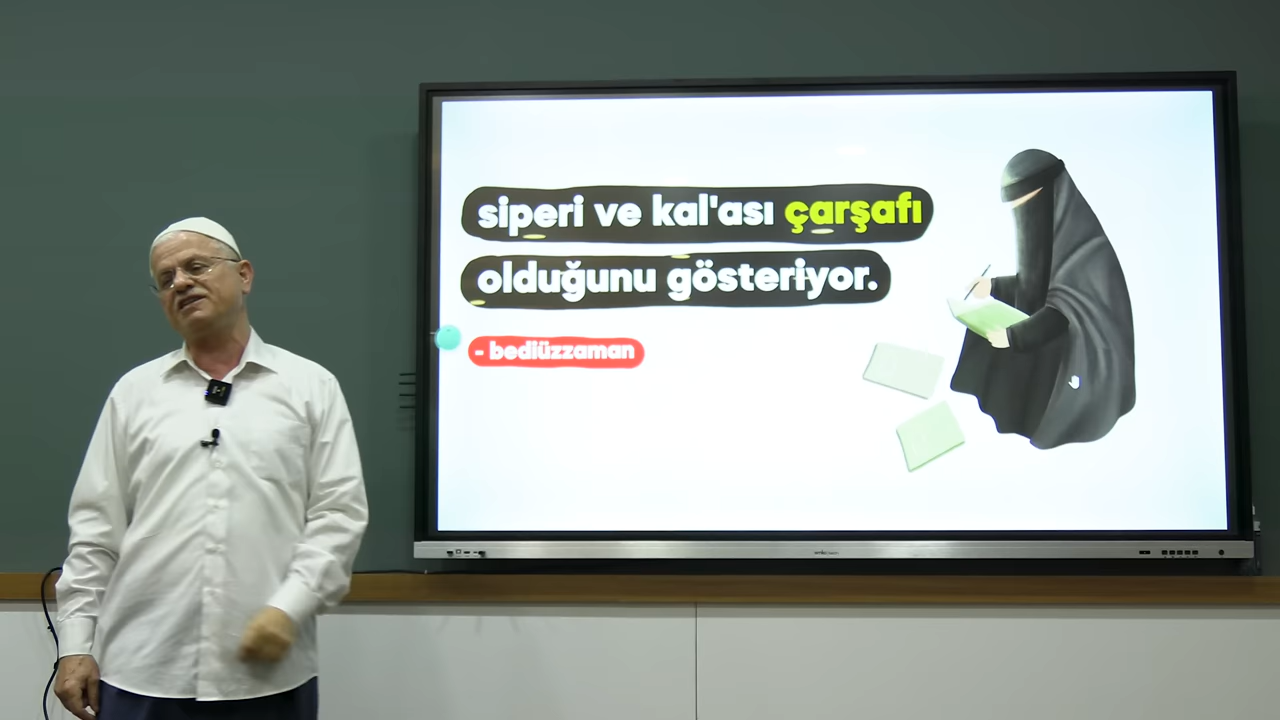 siperi ve kal'ası çarşafı
olduğunu gösteriyor.
- bediüzzaman